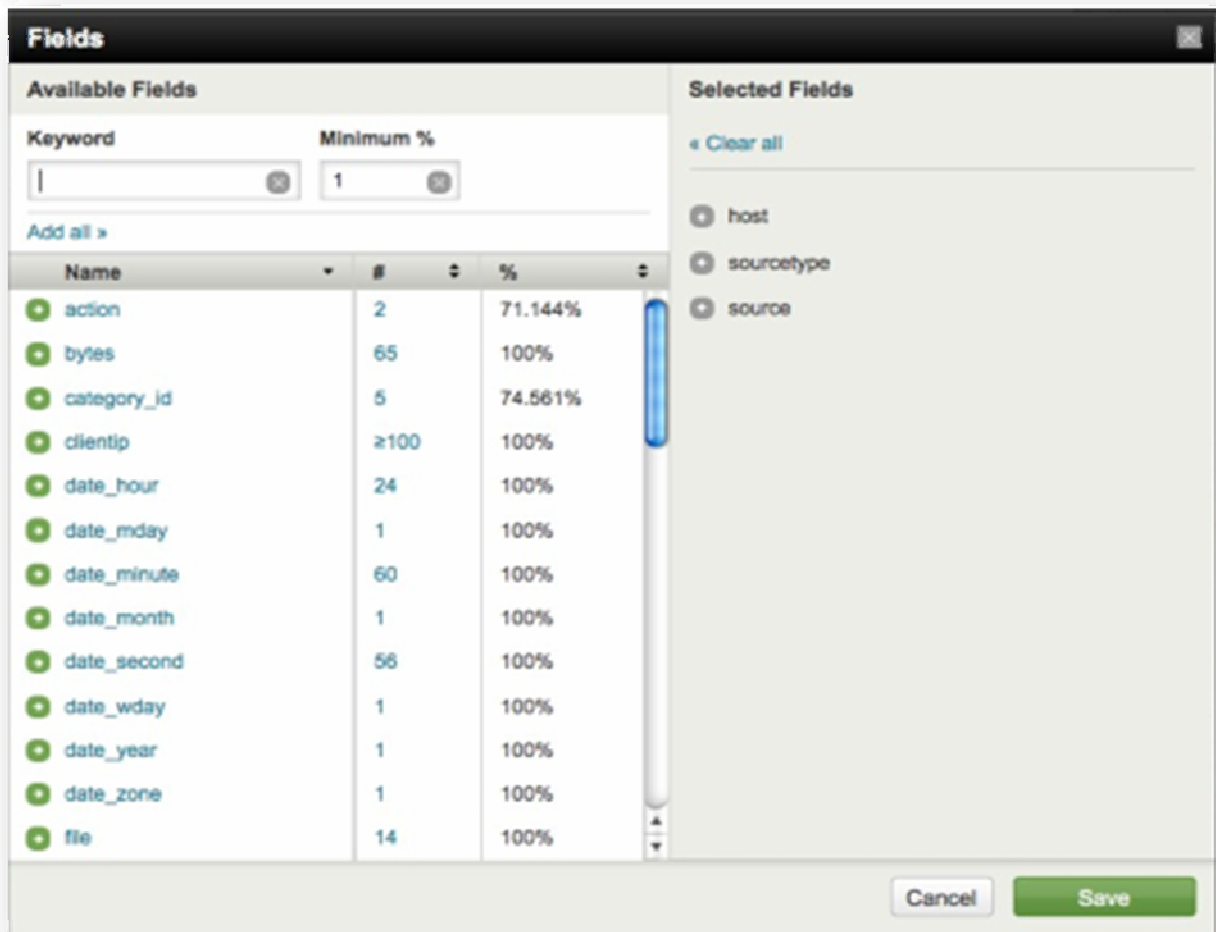 Fields
Available Fields
Keyword Minimum %
1
Add all »
Name # %
action 2 71.144%
bytes 65 100%
category_id 5 74.561%
clientip ≥100 100%
date_hour 24 100%
date_mday 1 100%
date_minute 60 100%
date_month 1 100%
date_second 56 100%
date_wday 1 100%
date_year 1 100%
date_zone 1 100%
file 14 100%
Selected Fields
« Clear all
host
sourcetype
source
Cancel Save